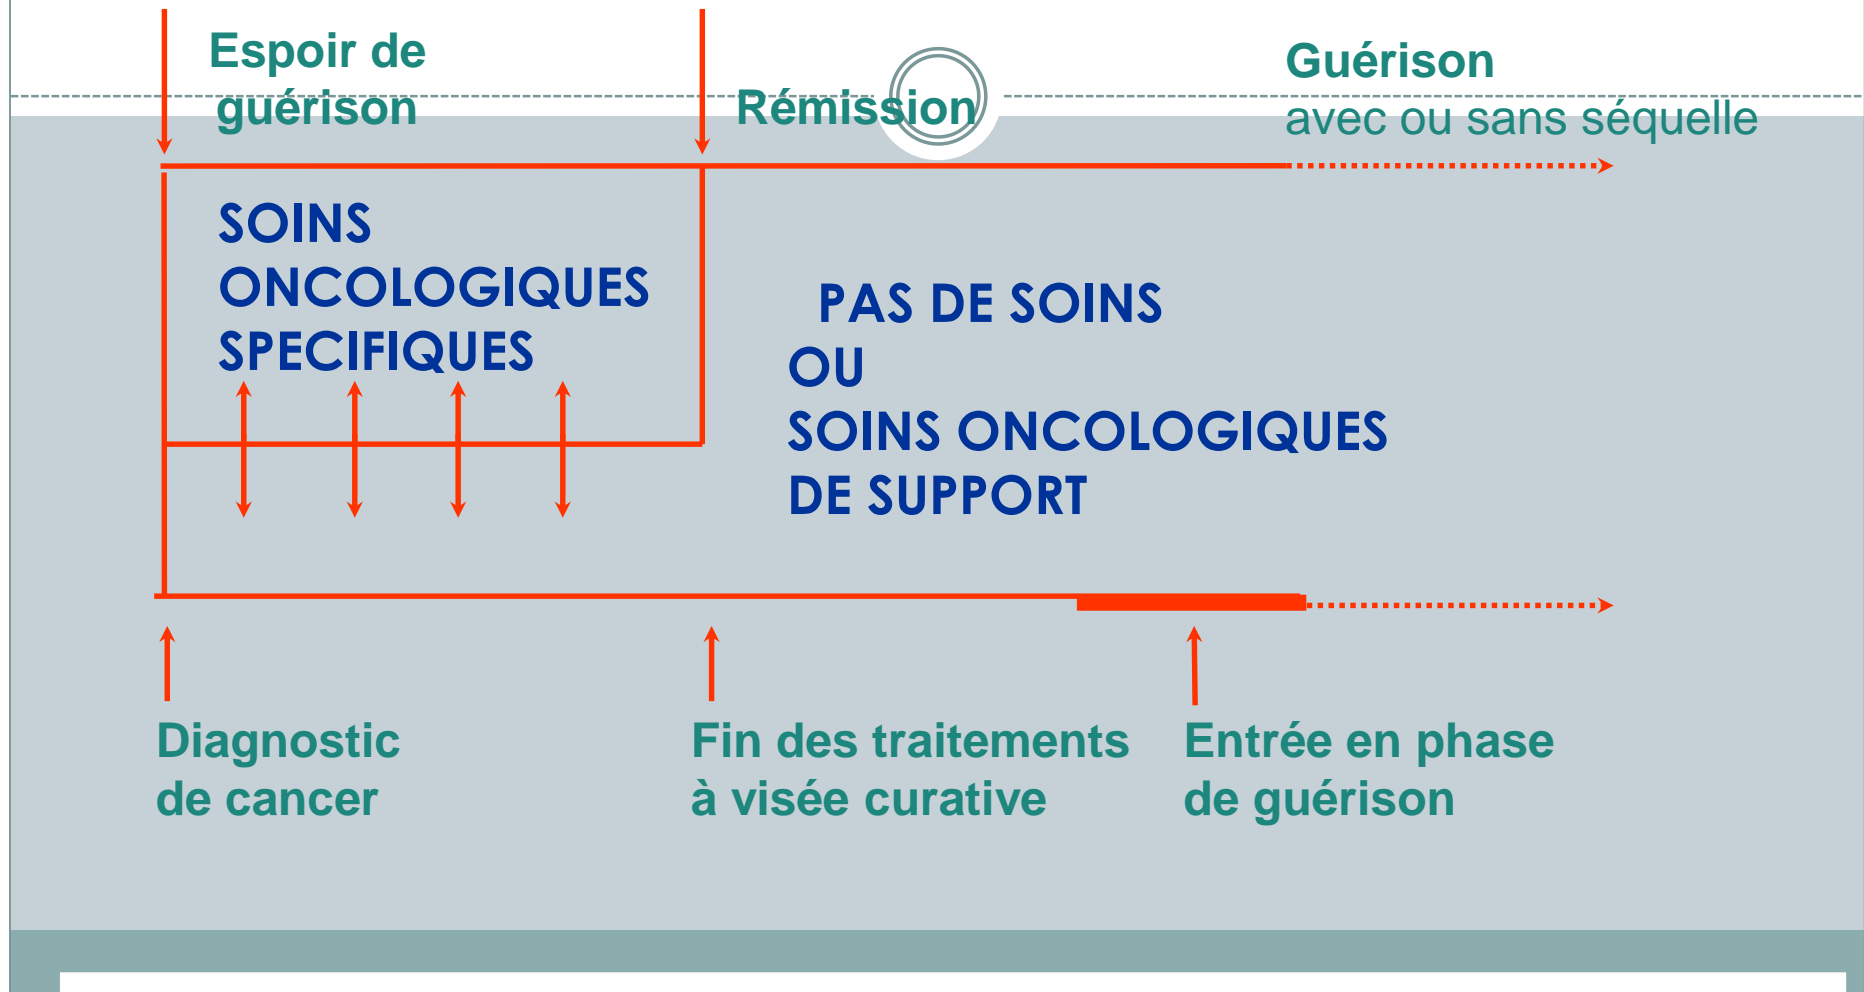 Espoir de
guérison
Rémission
Guérison
avec ou sans séquelle
SOINS
ONCOLOGIQUES
SPECIFIQUES
PAS DE SOINS
OU
SOINS ONCOLOGIQUES
DE SUPPORT
Diagnostic
de cancer
Fin des traitements
à visée curative
Entrée en phase
de guérison